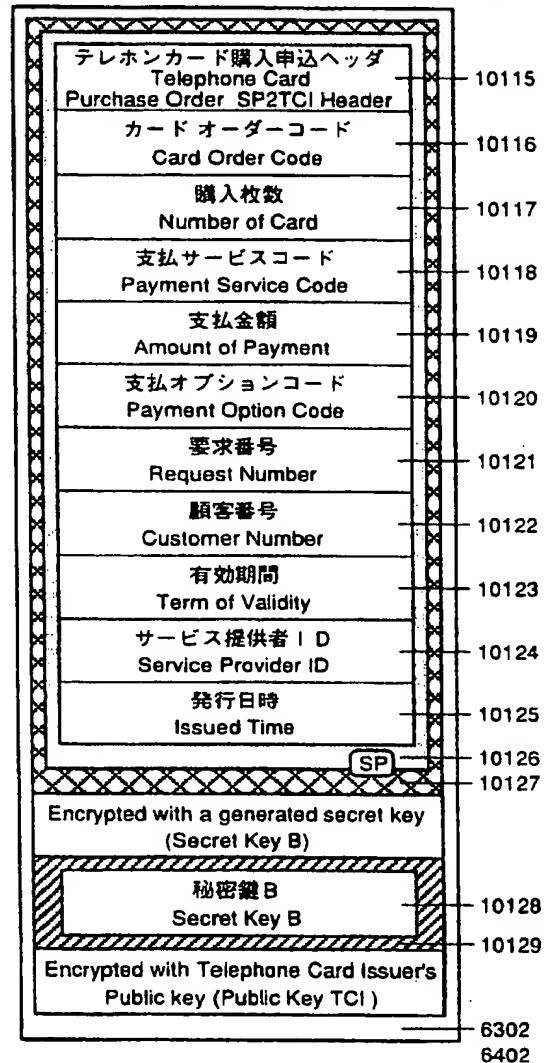 テレホンカード購入申込ヘッダ
Telephone Card
Purchase Order SP2TCI Header
10115
カード オーダーコード
Card Order Code
10116
購入枚数
Number of Card
10117
支払サービスコード
Payment Service Code
10118
支払金額
Amount of Payment
10119
支払オプションコード
Payment Option Code
10120
要求番号
Request Number
10121
顧客番号
Customer Number
10122
有効期間
Term of Validity
10123
サービス提供者ID
Service Provider ID
10124
発行日時
Issued Time
10125
SP
10126
10127
Encrypted with a generated secret key
(Secret Key B)
秘密鍵B
Secret Key B
10128
10129
Encrypted with Telephone Card Issuer's
Public key (Public Key TCI )
6302
6402